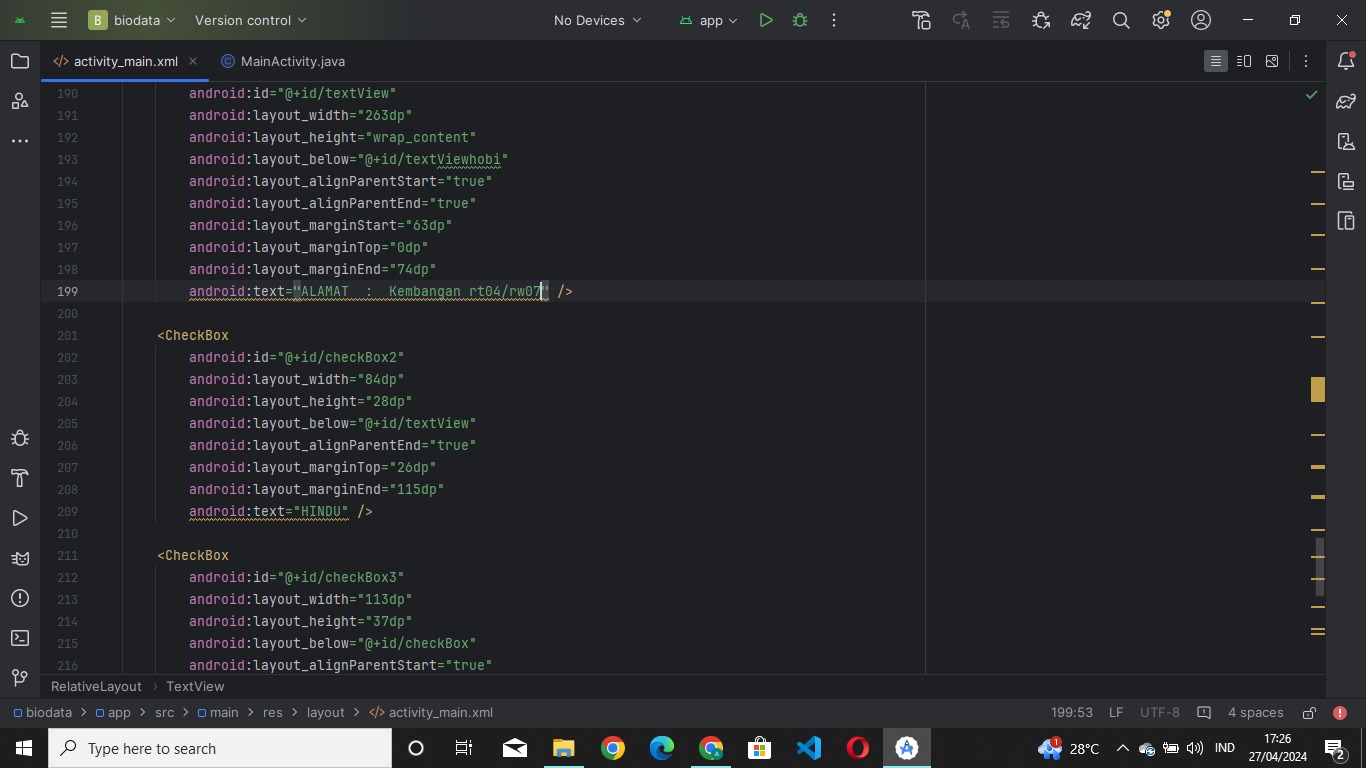 B biodata Version control No Devices app
activity_main.xml MainActivity.java
190 android:id="@+id/textView"
191 android:layout_width="263dp"
192 android:layout_height="wrap_content"
193 android:layout_below="@+id/textViewhobi"
194 android:layout_alignParentStart="true"
195 android:layout_alignParentEnd="true"
196 android:layout_marginStart="63dp"
197 android:layout_marginTop="0dp"
198 android:layout_marginEnd="74dp"
199 android:text="ALAMAT  :  Kembangan rt04/rw07" />
200
201 <CheckBox
202 android:id="@+id/checkBox2"
203 android:layout_width="84dp"
204 android:layout_height="28dp"
205 android:layout_below="@+id/textView"
206 android:layout_alignParentEnd="true"
207 android:layout_marginTop="26dp"
208 android:layout_marginEnd="115dp"
209 android:text="HINDU" />
210
211 <CheckBox
212 android:id="@+id/checkBox3"
213 android:layout_width="113dp"
214 android:layout_height="37dp"
215 android:layout_below="@+id/checkBox"
216 android:layout_alignParentStart="true"
RelativeLayout > TextView
biodata > app > src > main > res > layout > </> activity_main.xml 199:53 LF UTF-8 4 spaces
Type here to search 1 28°C IND 17:26
27/04/2024 2